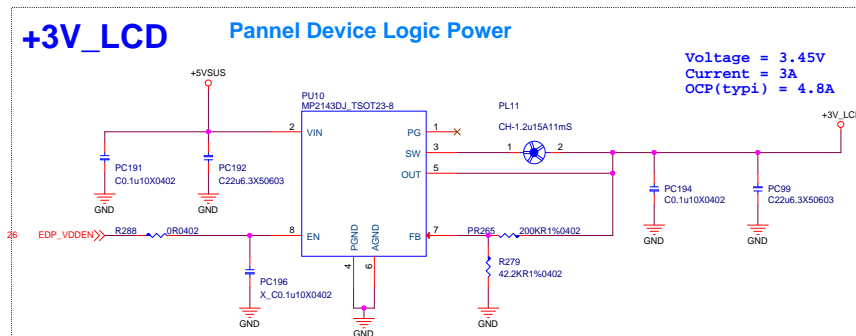 +3V_LCD
Pannel Device Logic Power
Voltage = 3.45V
Current = 3A
OCP(typi) = 4.8A
+5VSUS
PU10
MP2143DJ_TSOT23-8
PL11
CH-1.2u15A11mS
+3V_LCD
2
VIN
PG
1
SW
3
1
2
OUT
5
PC191
C0.1u10X0402
PC192
C22u6.3X50603
PC194
C0.1u10X0402
PC99
C22u6.3X50603
GND
GND
GND
GND
26
EDP_VDDEN
R288
0R0402
8
EN
PGND
AGND
FB
7
PR265
200KR1%0402
4
6
R279
42.2KR1%0402
PC196
X_C0.1u10X0402
GND
GND
GND